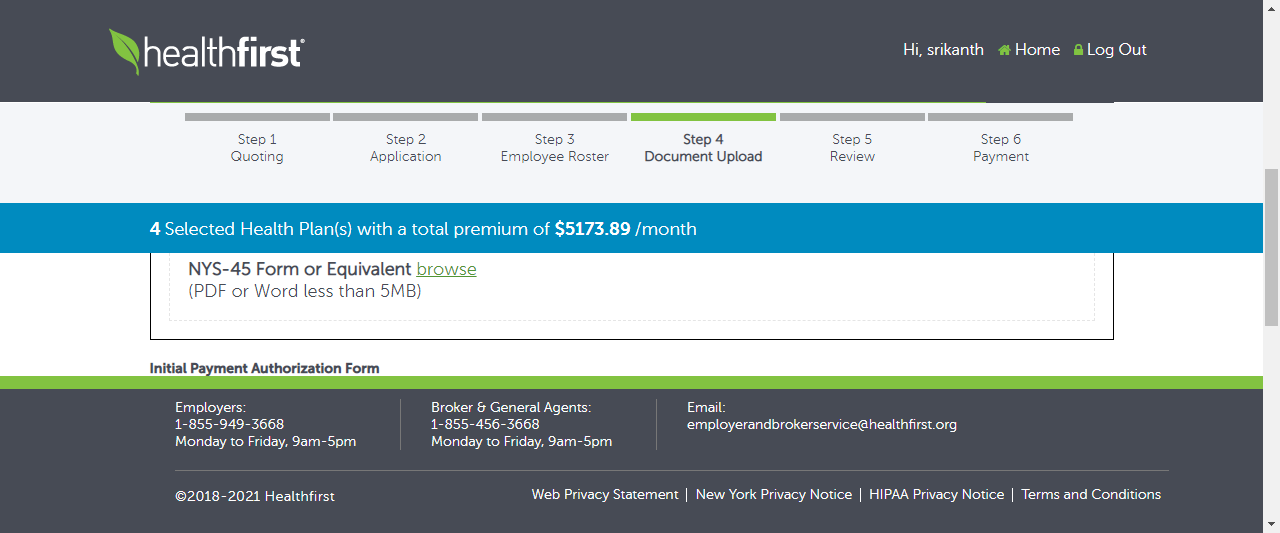 healthfirst®
Hi, srikanth Home Log Out
Step 1 Step 2 Step 3 Step 4 Step 5 Step 6
Quoting Application Employee Roster Document Upload Review Payment
4 Selected Health Plan(s) with a total premium of $5173.89 /month
NYS-45 Form or Equivalent browse
(PDF or Word less than 5MB)
Initial Payment Authorization Form
Employers:
1-855-949-3668
Monday to Friday, 9am-5pm
Broker & General Agents:
1-855-456-3668
Monday to Friday, 9am-5pm
Email:
employerandbrokerservice@healthfirst.org
©2018-2021 Healthfirst
Web Privacy Statement | New York Privacy Notice | HIPAA Privacy Notice | Terms and Conditions